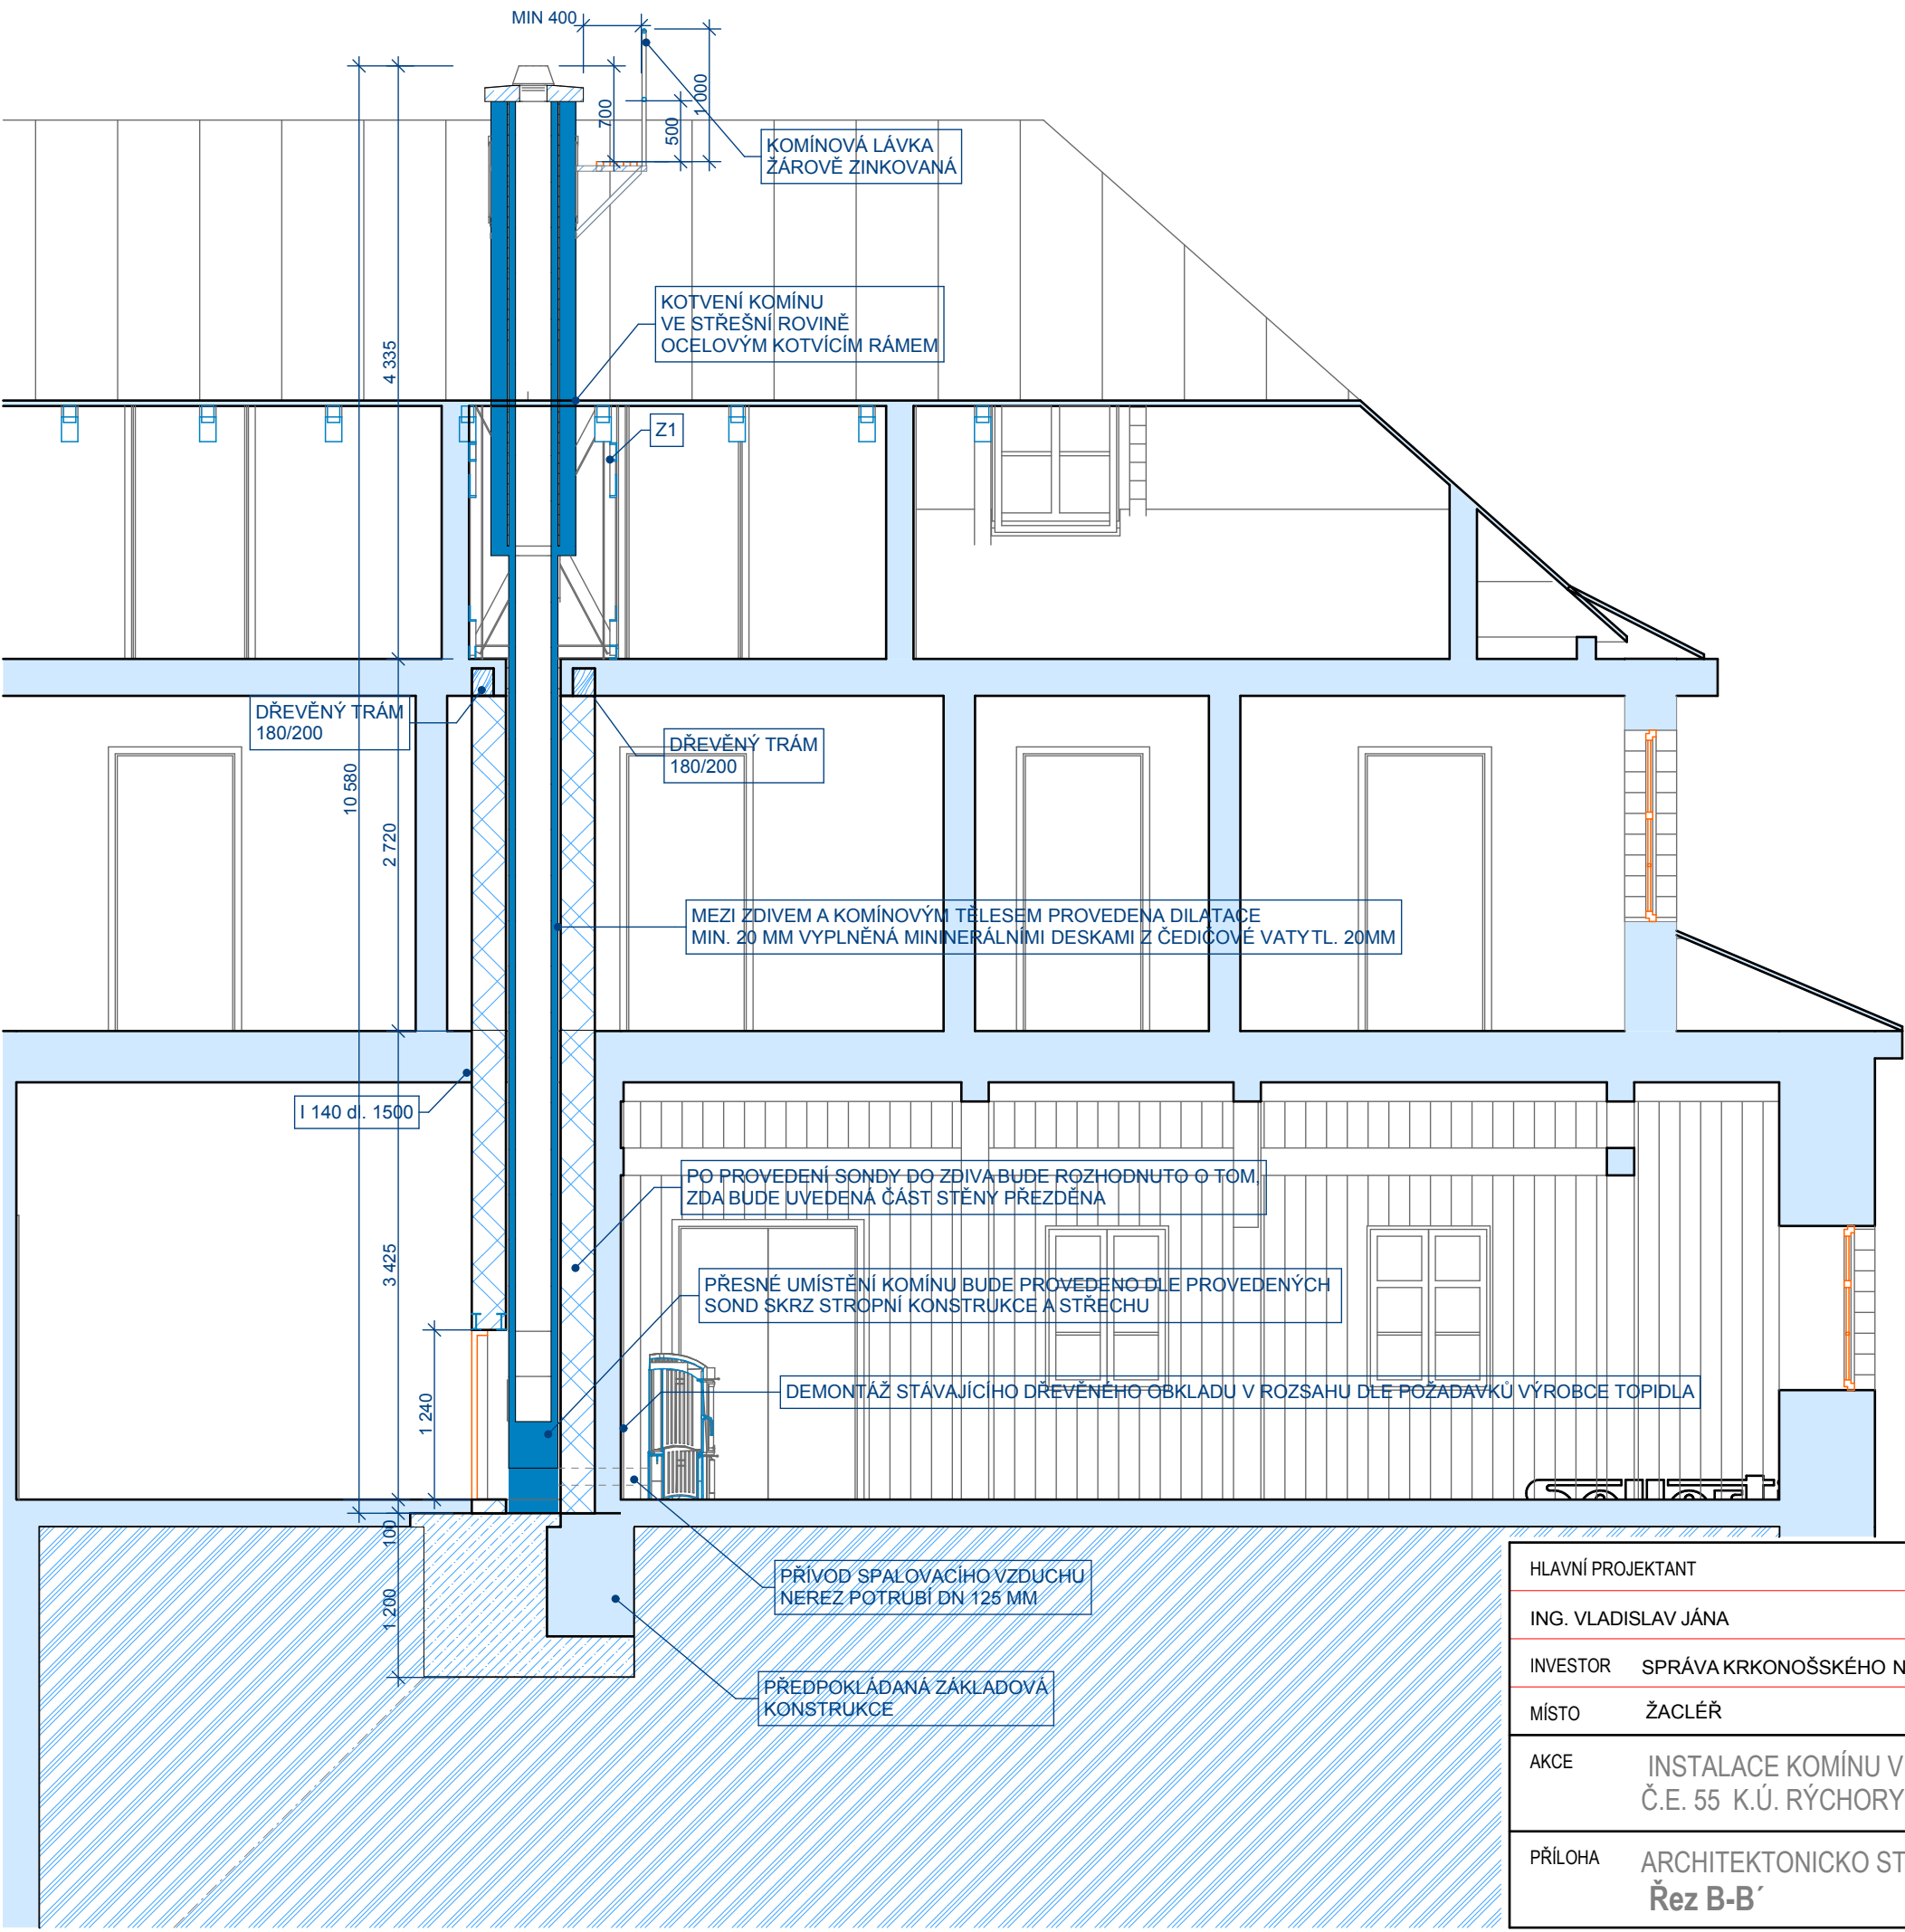 MIN 400
1 000
700
500
KOMÍNOVÁ LÁVKA
ŽÁROVĚ ZINKOVANÁ
KOTVENÍ KOMÍNU
VE STŘEŠNÍ ROVINĚ
OCELOVÝM KOTVÍCÍM RÁMEM
4 335
Z1
DŘEVĚNÝ TRÁM
180/200
DŘEVĚNÝ TRÁM
180/200
10 580
2 720
MEZI ZDIVEM A KOMÍNOVÝM TĚLESEM PROVEDENA DILATACE
MIN. 20 MM VYPLNĚNÁ MININERÁLNÍMI DESKAMI Z ČEDIČOVÉ VATY TL. 20MM
I 140 dl. 1500
PO PROVEDENÍ SONDY DO ZDIVA BUDE ROZHODNUTO O TOM,
ZDA BUDE UVEDENÁ ČÁST STĚNY PŘEZDĚNA
3 425
PŘESNÉ UMÍSTĚNÍ KOMÍNU BUDE PROVEDENO DLE PROVEDENÝCH
SOND SKRZ STROPNÍ KONSTRUKCE A STŘECHU
1 240
DEMONTÁŽ STÁVAJÍCÍHO DŘEVĚNÉHO OBKLADU V ROZSAHU DLE POŽADAVKŮ VÝROBCE TOPIDLA
100
1 200
PŘÍVOD SPALOVACÍHO VZDUCHU
NEREZ POTRUBÍ DN 125 MM
PŘEDPOKLÁDANÁ ZÁKLADOVÁ
KONSTRUKCE
HLAVNÍ PROJEKTANT
ING. VLADISLAV JÁNA
INVESTOR SPRÁVA KRKONOŠSKÉHO N
MÍSTO ŽACLÉŘ
AKCE INSTALACE KOMÍNU V
Č.E. 55 K.Ú. RÝCHORY
PŘÍLOHA ARCHITEKTONICKO ST
Řez B-B´